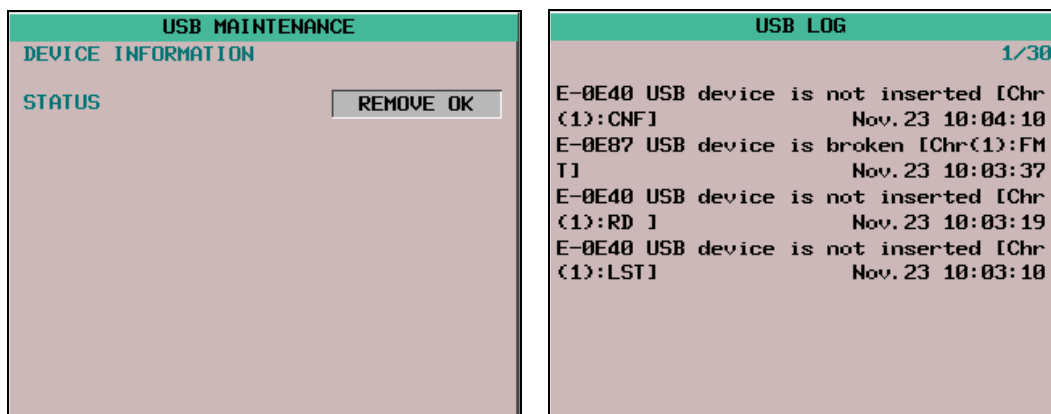 USB MAINTENANCE
DEVICE INFORMATION
STATUS REMOVE OK
USB LOG
1/30
E-0E40 USB device is not inserted [Chr
(1):CNF] Nov.23 10:04:10
E-0E87 USB device is broken [Chr(1):FM
T] Nov.23 10:03:37
E-0E40 USB device is not inserted [Chr
(1):RD ] Nov.23 10:03:19
E-0E40 USB device is not inserted [Chr
(1):LST] Nov.23 10:03:10